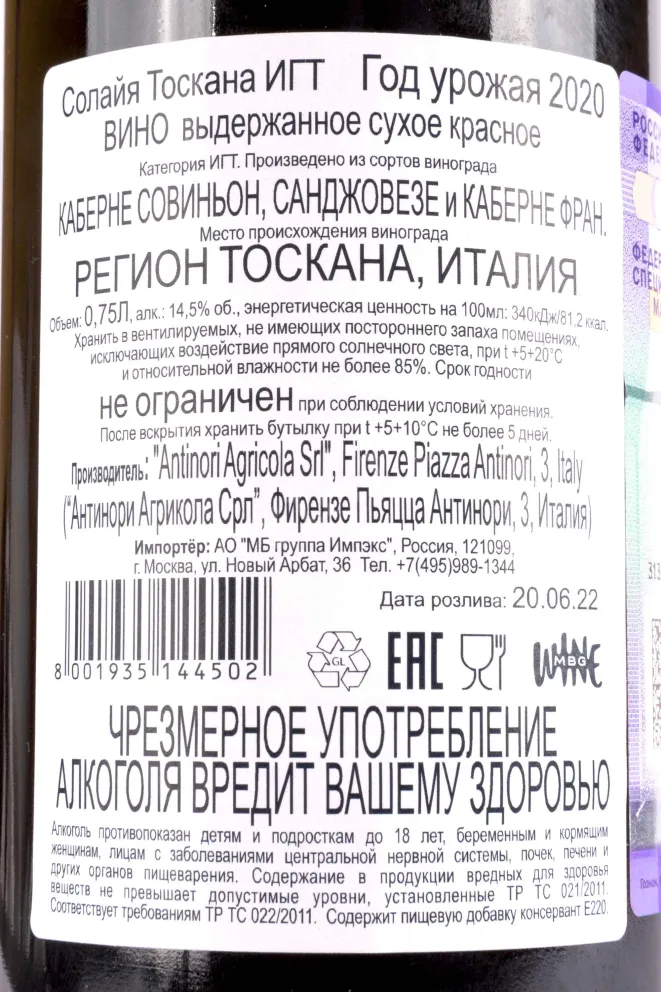 Солайя Тоскана ИГТ Год урожая 2020
ВИНО выдержанное сухое красное
Категория ИГТ. Произведено из сортов винограда
КАБЕРНЕ СОВИНЬОН, САНДЖОВЕЗЕ и КАБЕРНЕ ФРАН.
Место происхождения винограда
РЕГИОН ТОСКАНА, ИТАЛИЯ
Объем: 0,75Л, алк.: 14,5% об., энергетическая ценность на 100мл: 340кДж/81,2 ккал.
Хранить в вентилируемых, не имеющих постороннего запаха помещениях,
исключающих воздействие прямого солнечного света, при t +5+20°C
и относительной влажности не более 85%. Срок годности
не ограничен при соблюдении условий хранения.
После вскрытия хранить бутылку при t +5+10°C не более 5 дней.
Производитель: "Antinori Agricola Srl", Firenze Piazza Antinori, 3, Italy
("Антинори Агрикола Срл", Фирензе Пьяцца Антинори, 3, Италия)
Импортёр: АО "МБ группа Импэкс", Россия, 121099,
г. Москва, ул. Новый Арбат, 36 Тел. +7(495)989-1344
Дата розлива: 20.06.22
8 001935 144502
GL
EAC
WINE
MBG
ЧРЕЗМЕРНОЕ УПОТРЕБЛЕНИЕ
АЛКОГОЛЯ ВРЕДИТ ВАШЕМУ ЗДОРОВЬЮ
Алкоголь противопоказан детям и подросткам до 18 лет, беременным и кормящим
женщинам, лицам с заболеваниями центральной нервной системы, почек, печени и
других органов пищеварения. Содержание в продукции вредных для здоровья
веществ не превышает допустимые уровни, установленные ТР ТС 021/2011.
Соответствует требованиям ТР ТС 022/2011. Содержит пищевую добавку консервант Е220.
РОСС
ФЕДЕ
ФЕДЕР
СПЕЦ
313